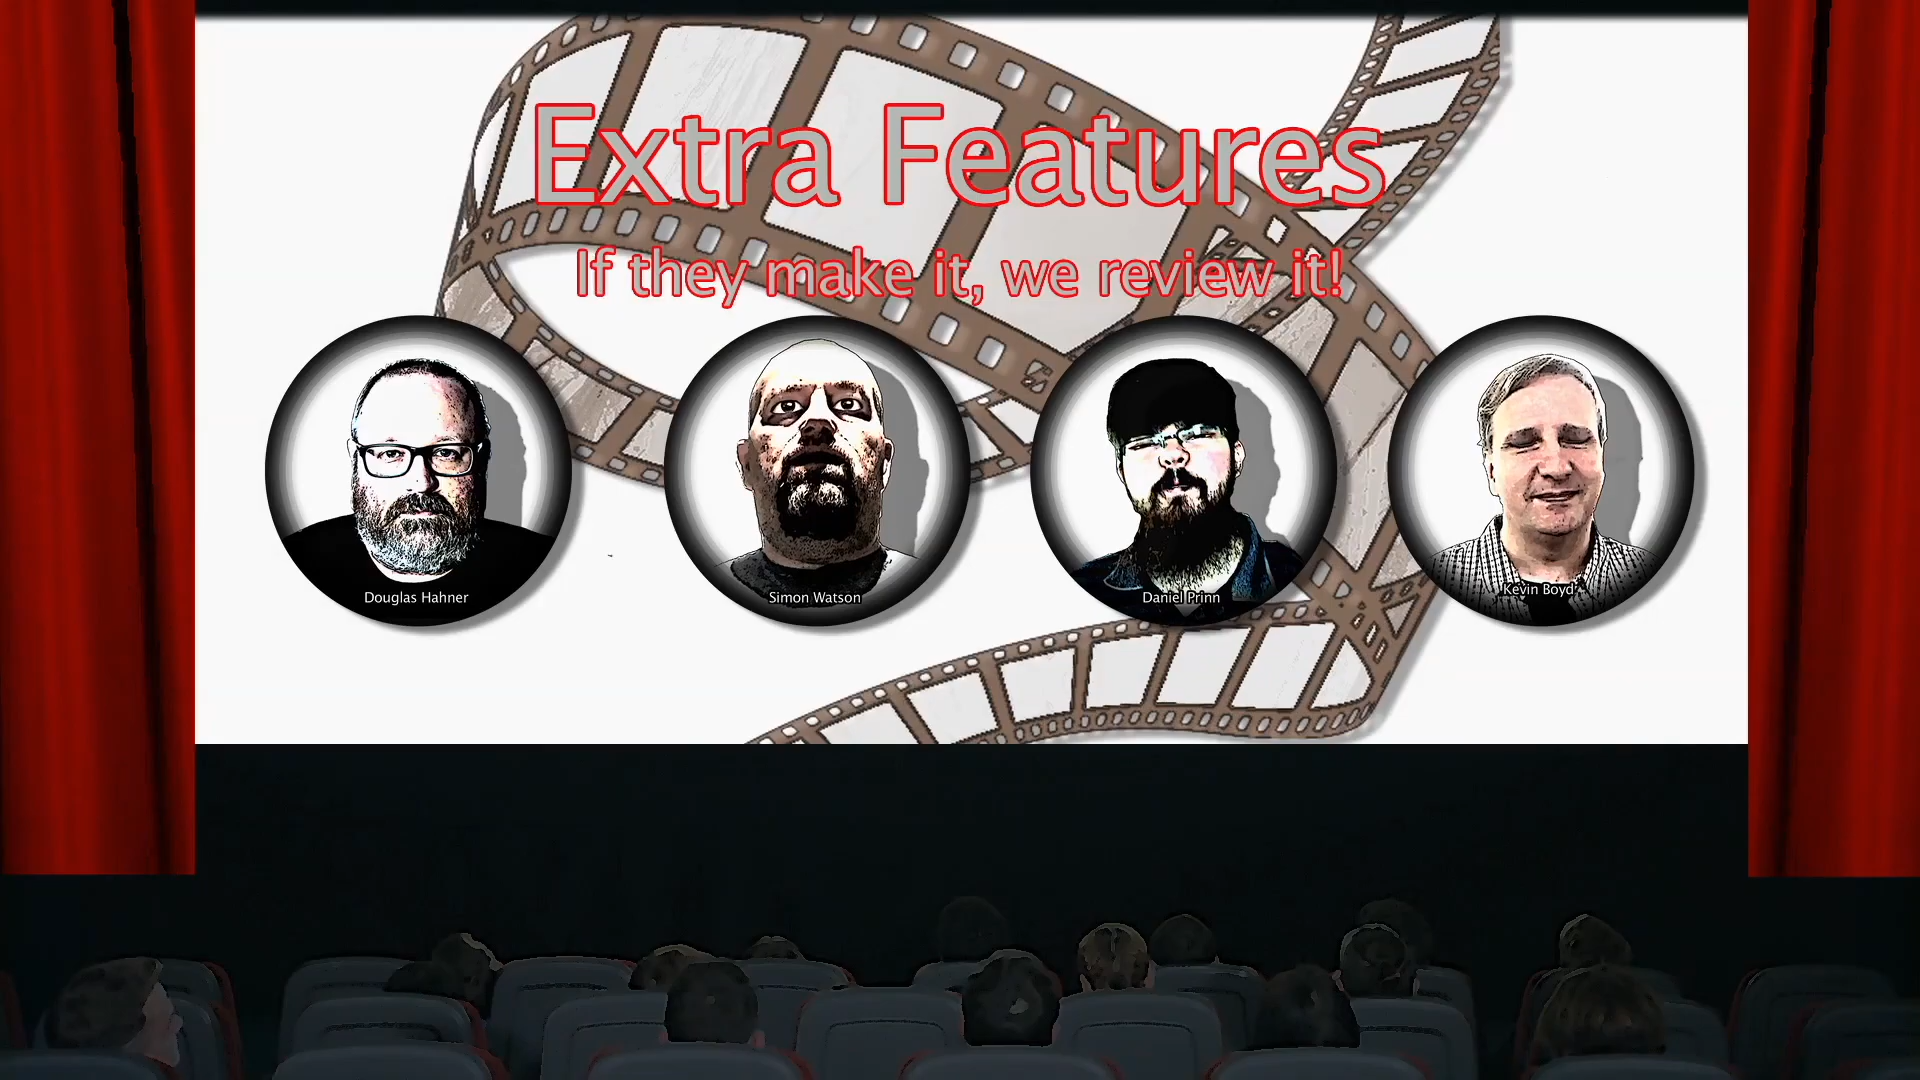 Extra Features
If they make it, we review it!
Douglas Hahner
Simon Watson
Daniel Prinn
Kevin Boyd